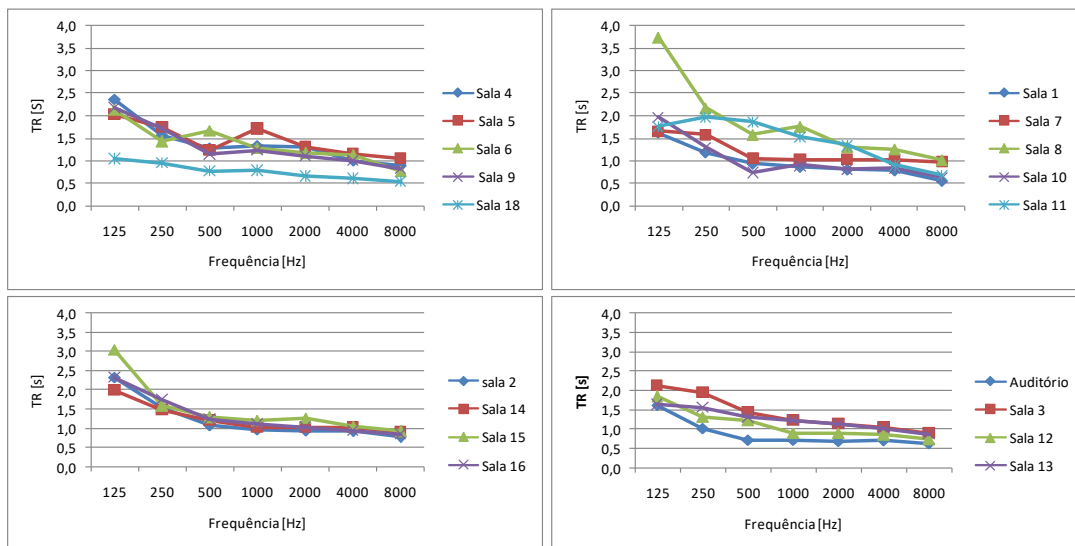 4,0
3,5
3,0
2,5
2,0
1,5
1,0
0,5
0,0
TR [S]
125 250 500 1000 2000 4000 8000
Frequência [Hz]
Sala 4
Sala 5
Sala 6
Sala 9
Sala 18
4,0
3,5
3,0
2,5
2,0
1,5
1,0
0,5
0,0
TR [s]
125 250 500 1000 2000 4000 8000
Frequência [Hz]
Sala 1
Sala 7
Sala 8
Sala 10
Sala 11
4,0
3,5
3,0
2,5
2,0
1,5
1,0
0,5
0,0
TR [s]
125 250 500 1000 2000 4000 8000
Frequência [Hz]
sala 2
Sala 14
Sala 15
Sala 16
4,0
3,5
3,0
2,5
2,0
1,5
1,0
0,5
0,0
TR [s]
125 250 500 1000 2000 4000 8000
Frequência [Hz]
Auditório
Sala 3
Sala 12
Sala 13